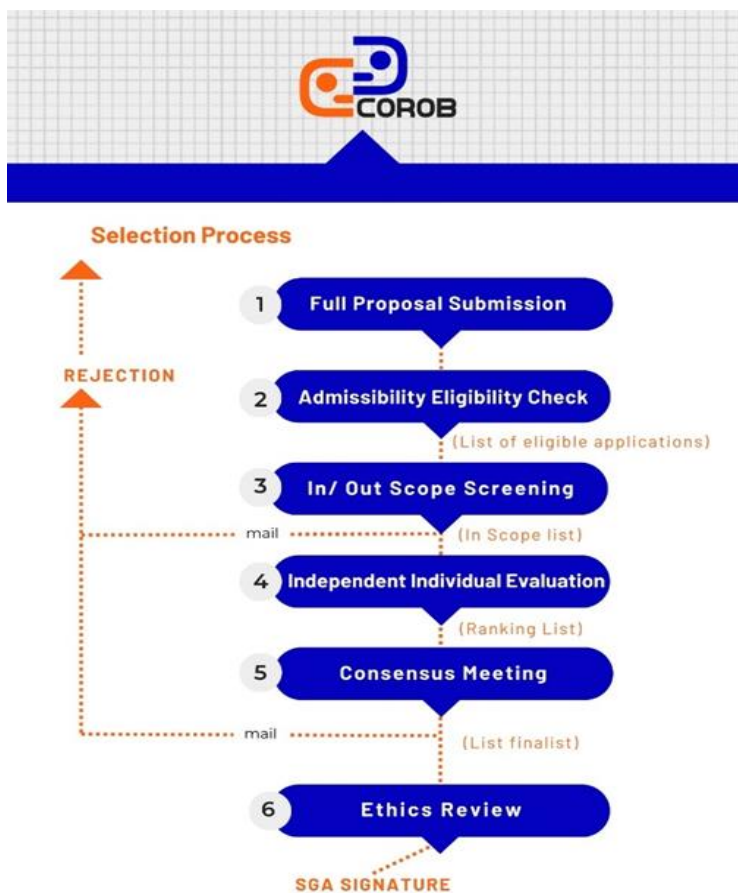 COROB
Selection Process
1 Full Proposal Submission
REJECTION
2 Admissibility Eligibility Check
(List of eligible applications)
3 In/ Out Scope Screening
mail (In Scope list)
4 Independent Individual Evaluation
(Ranking List)
5 Consensus Meeting
mail (List finalist)
6 Ethics Review
SGA SIGNATURE